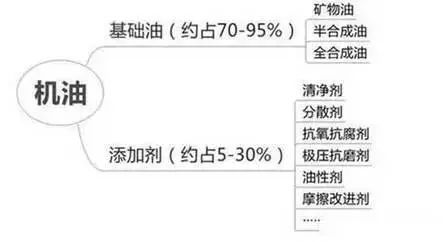 机油
基础油（约占70-95%）
矿物油
半合成油
全合成油
添加剂（约占5-30%）
清净剂
分散剂
抗氧抗腐剂
极压抗磨剂
油性剂
摩擦改进剂
.....